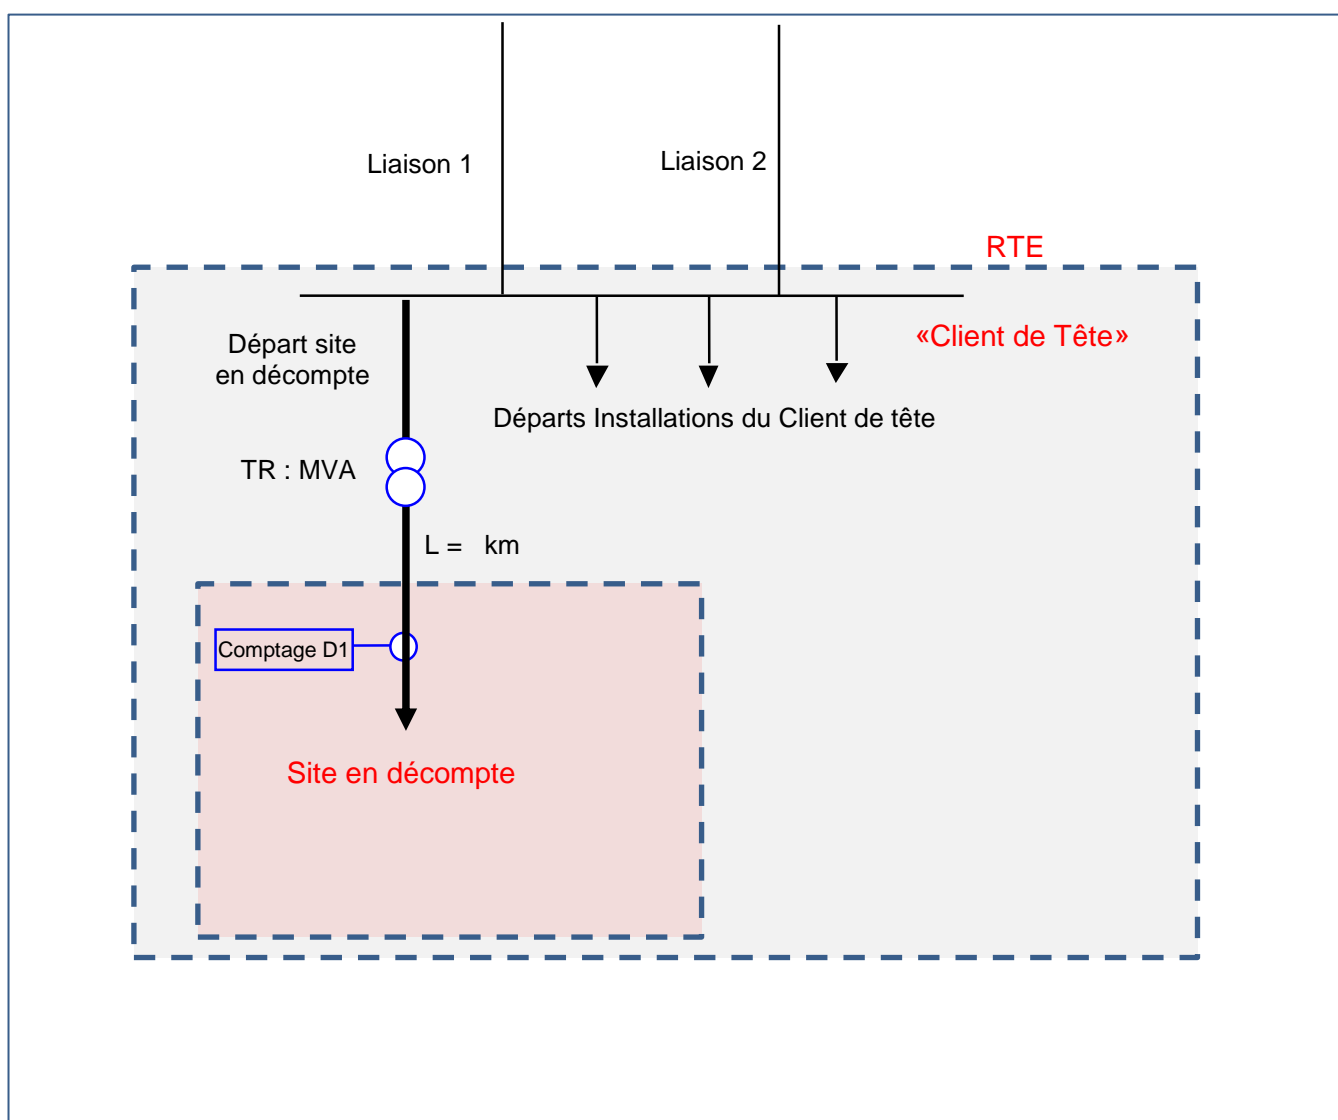 Liaison 1
Liaison 2
RTE
«Client de Tête»
Départ site
en décompte
Départs Installations du Client de tête
TR : MVA
L = km
Comptage D1
Site en décompte